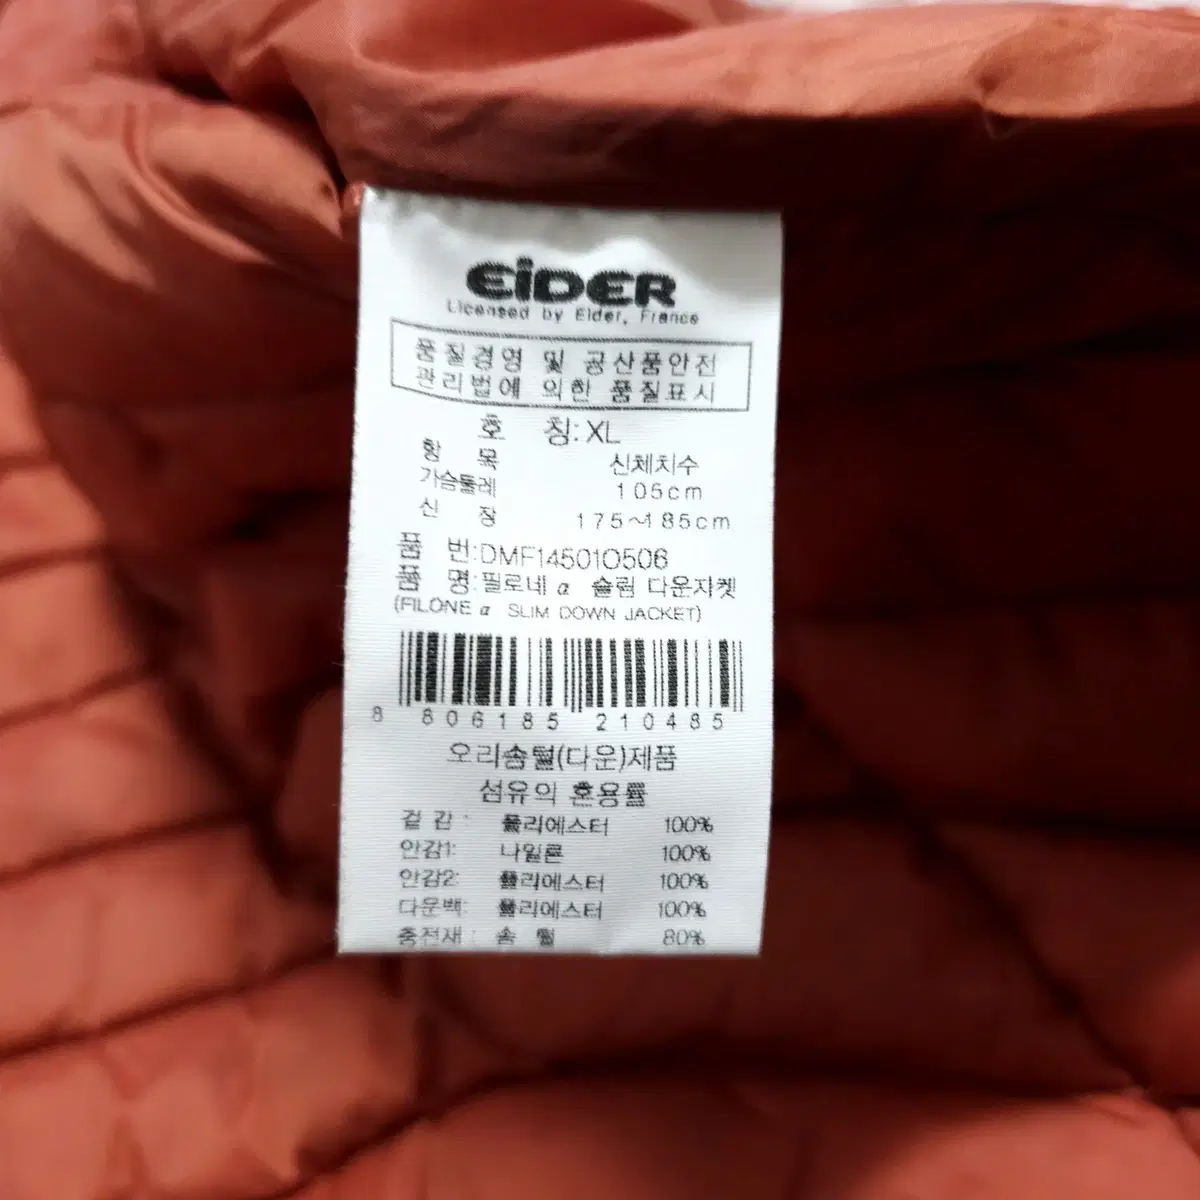 EiDER
Licensed by Eider, France
품질경영 및 공산품안전
관리법에 의한 품질표시
호 칭: XL
항 목 신체치수
가슴둘레 105cm
신 장 175~185cm
품 번:DMF14501O506
품 명:필로네 α 슬림 다운자켓
(FILONE α SLIM DOWN JACKET)
8 806185 210485
오리솜털(다운)제품
섬유의 혼용률
겉감: 폴리에스터 100%
안감1: 나일론 100%
안감2: 폴리에스터 100%
다운백: 폴리에스터 100%
충전재: 솜 털 80%